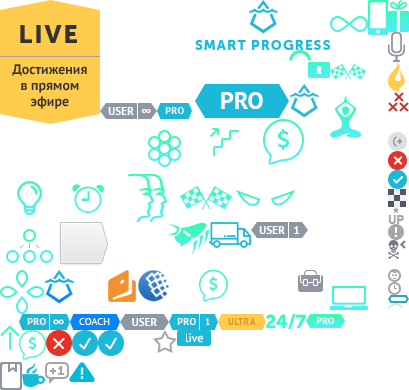 LIVE
Достижения
в прямом
эфире
SMART PROGRESS
USER ∞
PRO
PRO
$
USER 1
UP
$
PRO ∞
COACH
USER
PRO 1
ULTRA
24/7
PRO
$
live
+1